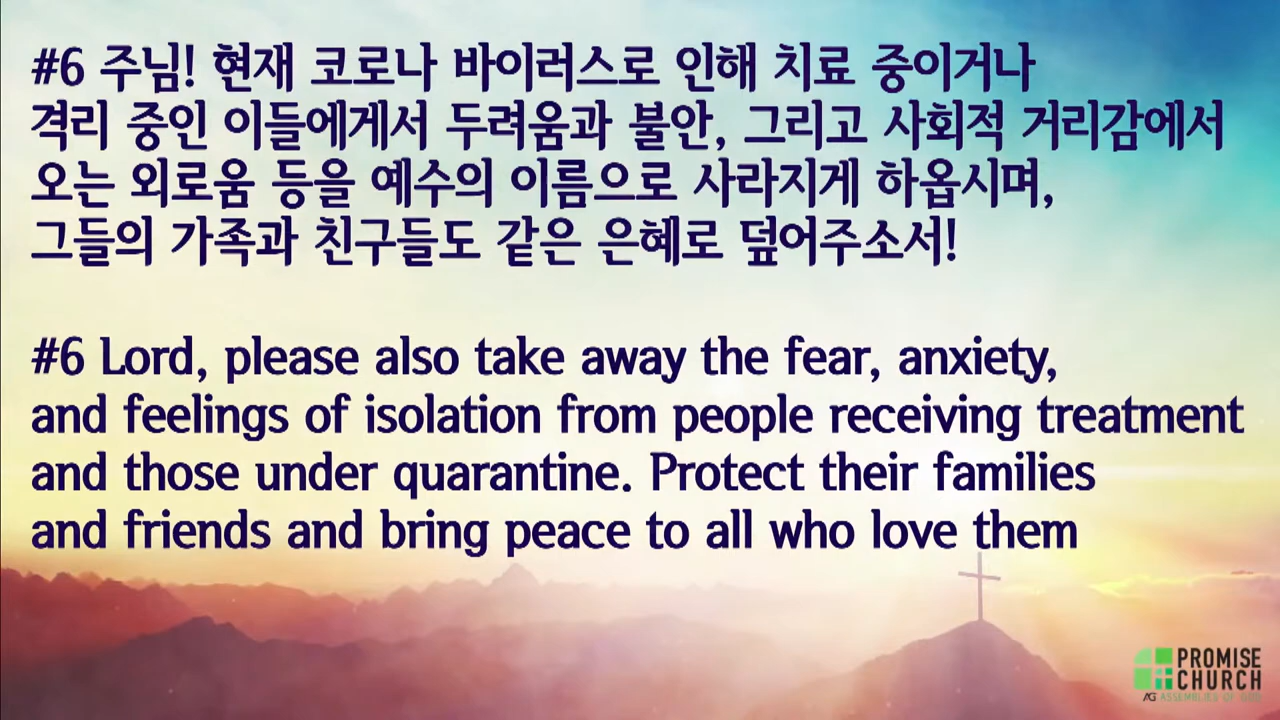 #6 주님! 현재 코로나 바이러스로 인해 치료 중이거나
격리 중인 이들에게서 두려움과 불안, 그리고 사회적 거리감에서
오는 외로움 등을 예수의 이름으로 사라지게 하옵시며,
그들의 가족과 친구들도 같은 은혜로 덮어주소서!
#6 Lord, please also take away the fear, anxiety,
and feelings of isolation from people receiving treatment
and those under quarantine. Protect their families
and friends and bring peace to all who love them
PROMISE
CHURCH
AG ASSEMBLIES OF GOD